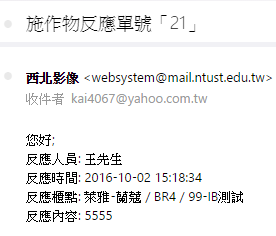 施作物反應單號「21」
西北影像 <websystem@mail.ntust.edu.tw>
收件者 kai4067@yahoo.com.tw
您好;
反應人員: 王先生
反應時間: 2016-10-02 15:18:34
反應櫃點: 萊雅-蘭蔻 / BR4 / 99-IB測試
反應內容: 5555